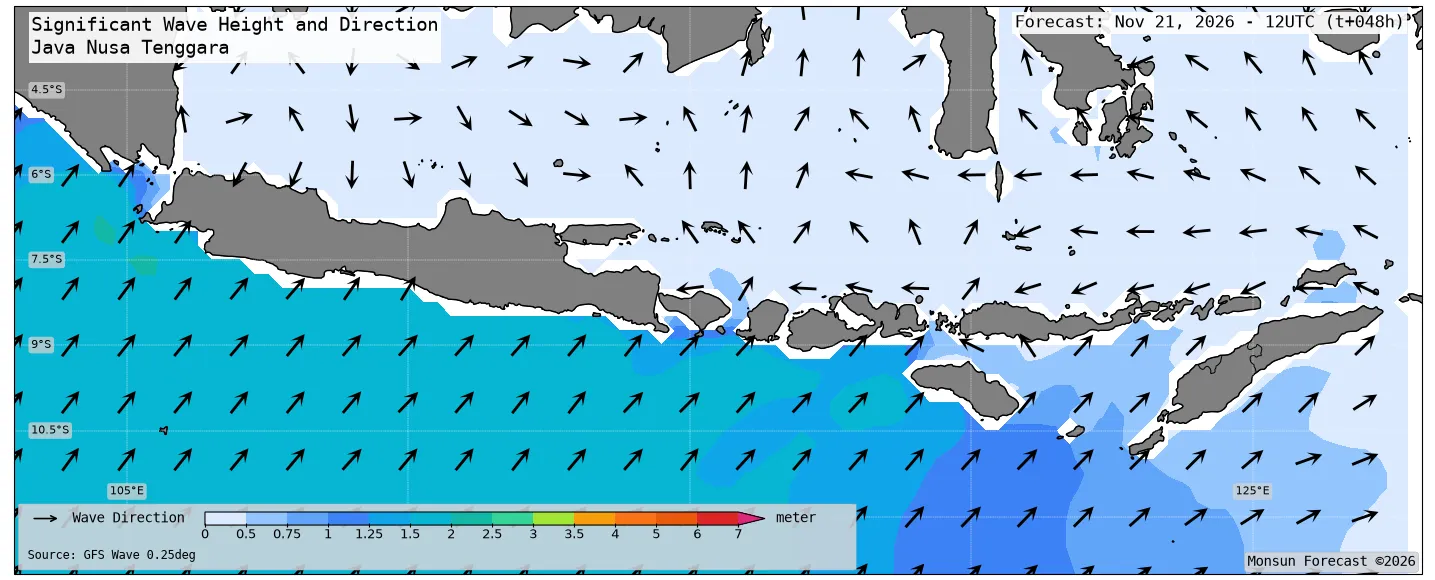 Significant Wave Height and Direction
Java Nusa Tenggara
Forecast: Nov 21, 2026 - 12UTC (t+048h)
4.5°S
6°S
7.5°S
9°S
10.5°S
105°E
125°E
Wave Direction
0 0.5 0.75 1 1.25 1.5 2 2.5 3 3.5 4 5 6 7
meter
Source: GFS Wave 0.25deg
Monsun Forecast ©2026